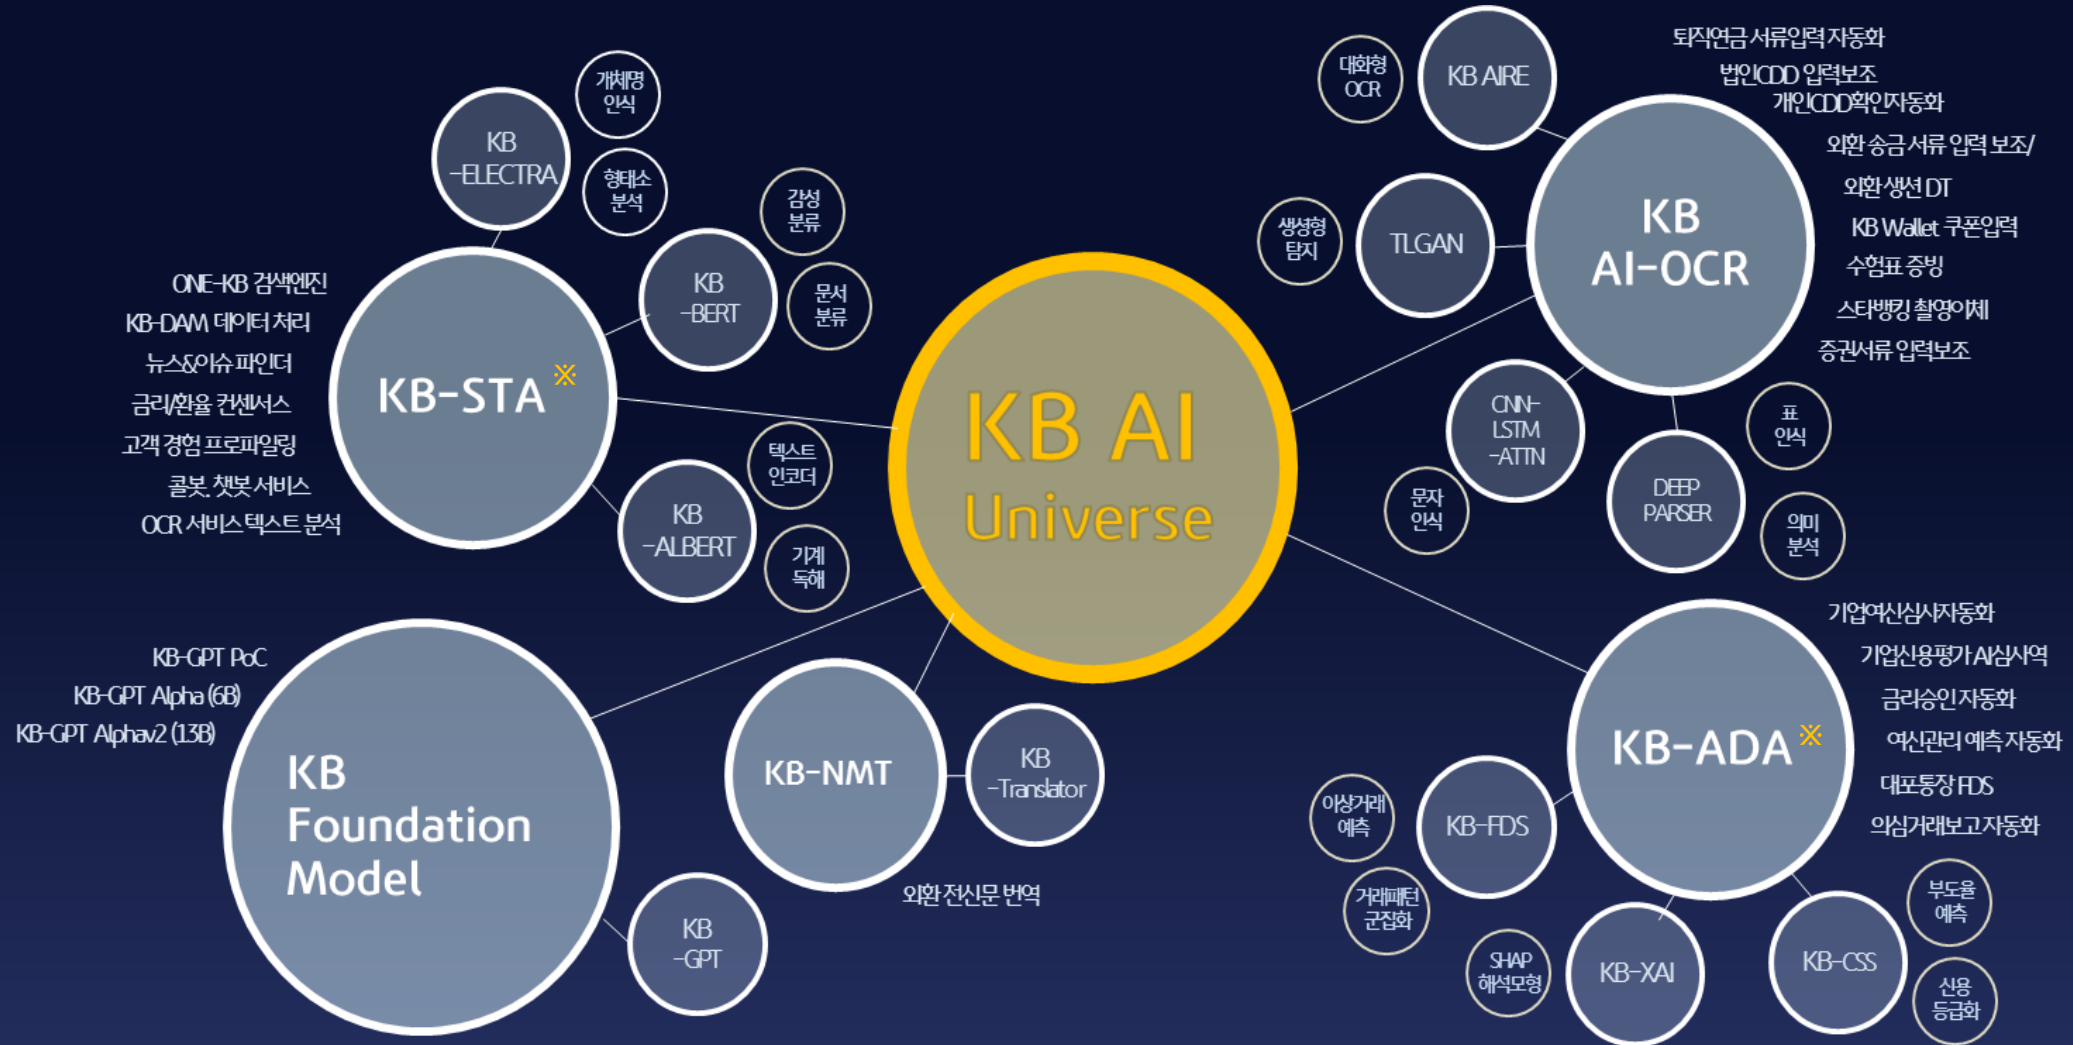 KB AI
Universe
KB-STA ※
ONE-KB 검색엔진
KB-DAM 데이터 처리
뉴스&이슈 파인더
금리/환율 컨센서스
고객 경험 프로파일링
콜봇. 챗봇 서비스
OCR 서비스 텍스트 분석
KB
-ELECTRA
개체명
인식
형태소
분석
KB
-BERT
감성
분류
문서
분류
KB
-ALBERT
텍스트
인코더
기계
독해
KB
Foundation
Model
KB-GPT PoC
KB-GPT Alpha (6B)
KB-GPT Alphav2 (13B)
KB
-GPT
KB-NMT
KB
-Translator
외환 전신문 번역
KB
AI-OCR
퇴직연금 서류입력 자동화
법인CDD 입력보조
개인CDD확인자동화
외환 송금 서류 입력 보조/
외환 생션 DT
KB Wallet 쿠폰입력
수험표 증빙
스타뱅킹 촬영이체
증권서류 입력보조
KB AIRE
대화형
OCR
TLGAN
생성형
탐지
CNN-
LSTM
-ATTN
문자
인식
DEEP
PARSER
표
인식
의미
분석
KB-ADA ※
기업여신심사자동화
기업신용평가 AI심사역
금리승인 자동화
여신관리 예측 자동화
대포통장 FDS
의심거래보고자동화
KB-FDS
이상거래
예측
거래패턴
군집화
KB-XAI
SHAP
해석모형
KB-CSS
부도율
예측
신용
등급화